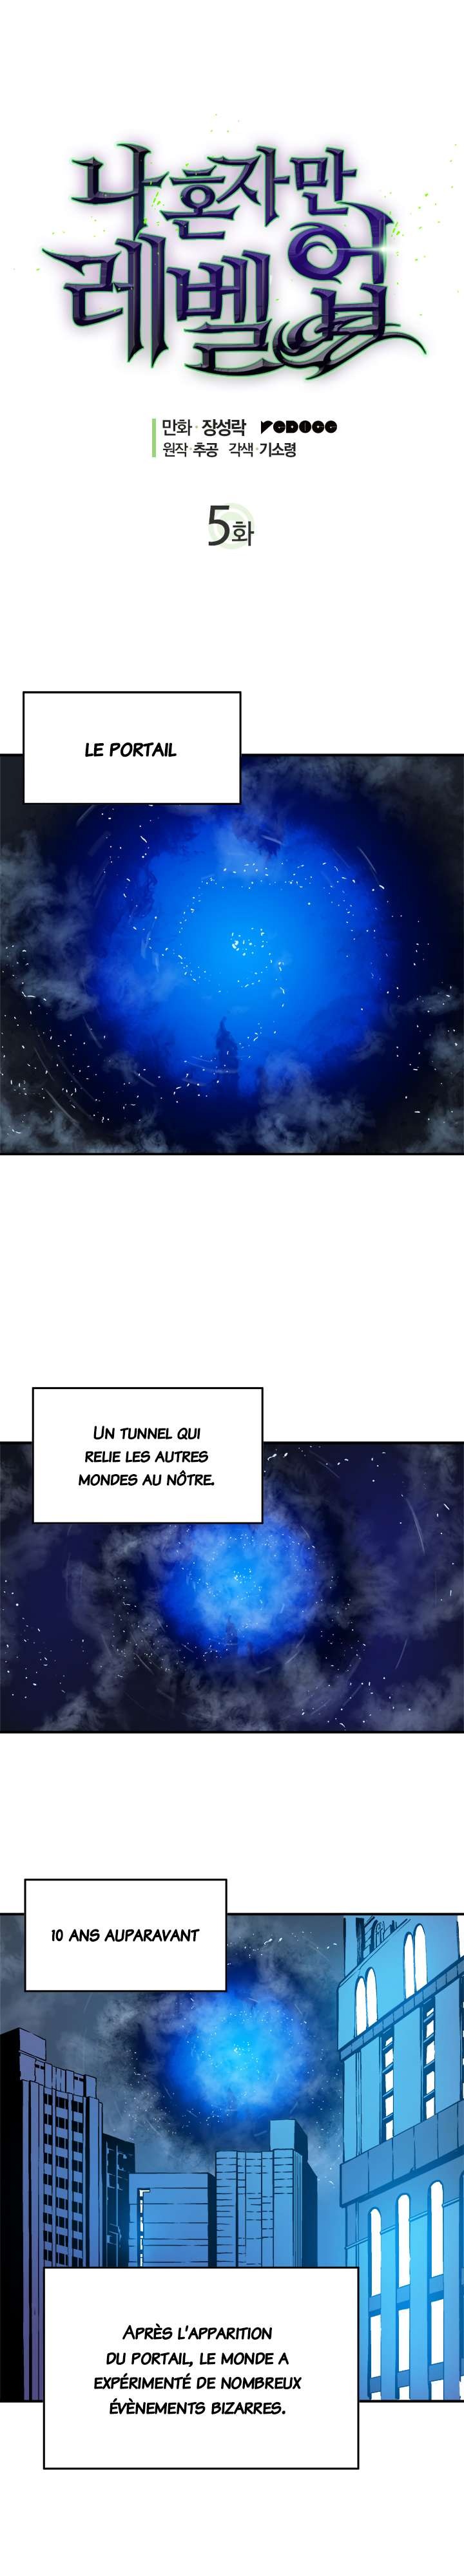 나 혼자만
레벨업
만화·장성락 REDICE
원작·추공 각색·기소령
5화
LE PORTAIL
UN TUNNEL QUI
RELIE LES AUTRES
MONDES AU NÔTRE.
10 ANS AUPARAVANT
APRÈS L'APPARITION
DU PORTAIL, LE MONDE A
EXPÉRIMENTÉ DE NOMBREUX
ÉVÈNEMENTS BIZARRES.